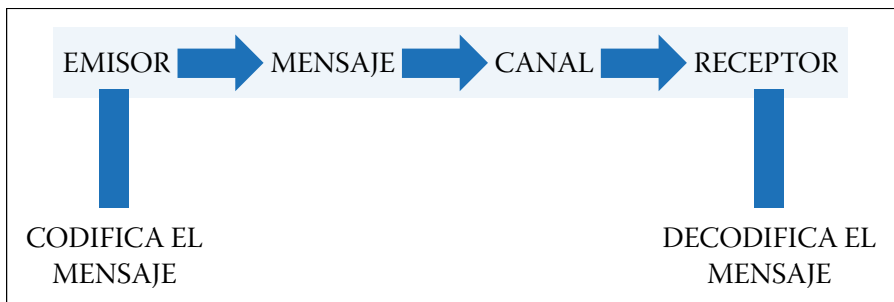 EMISOR MENSAJE CANAL RECEPTOR
CODIFICA EL
MENSAJE
DECODIFICA EL
MENSAJE